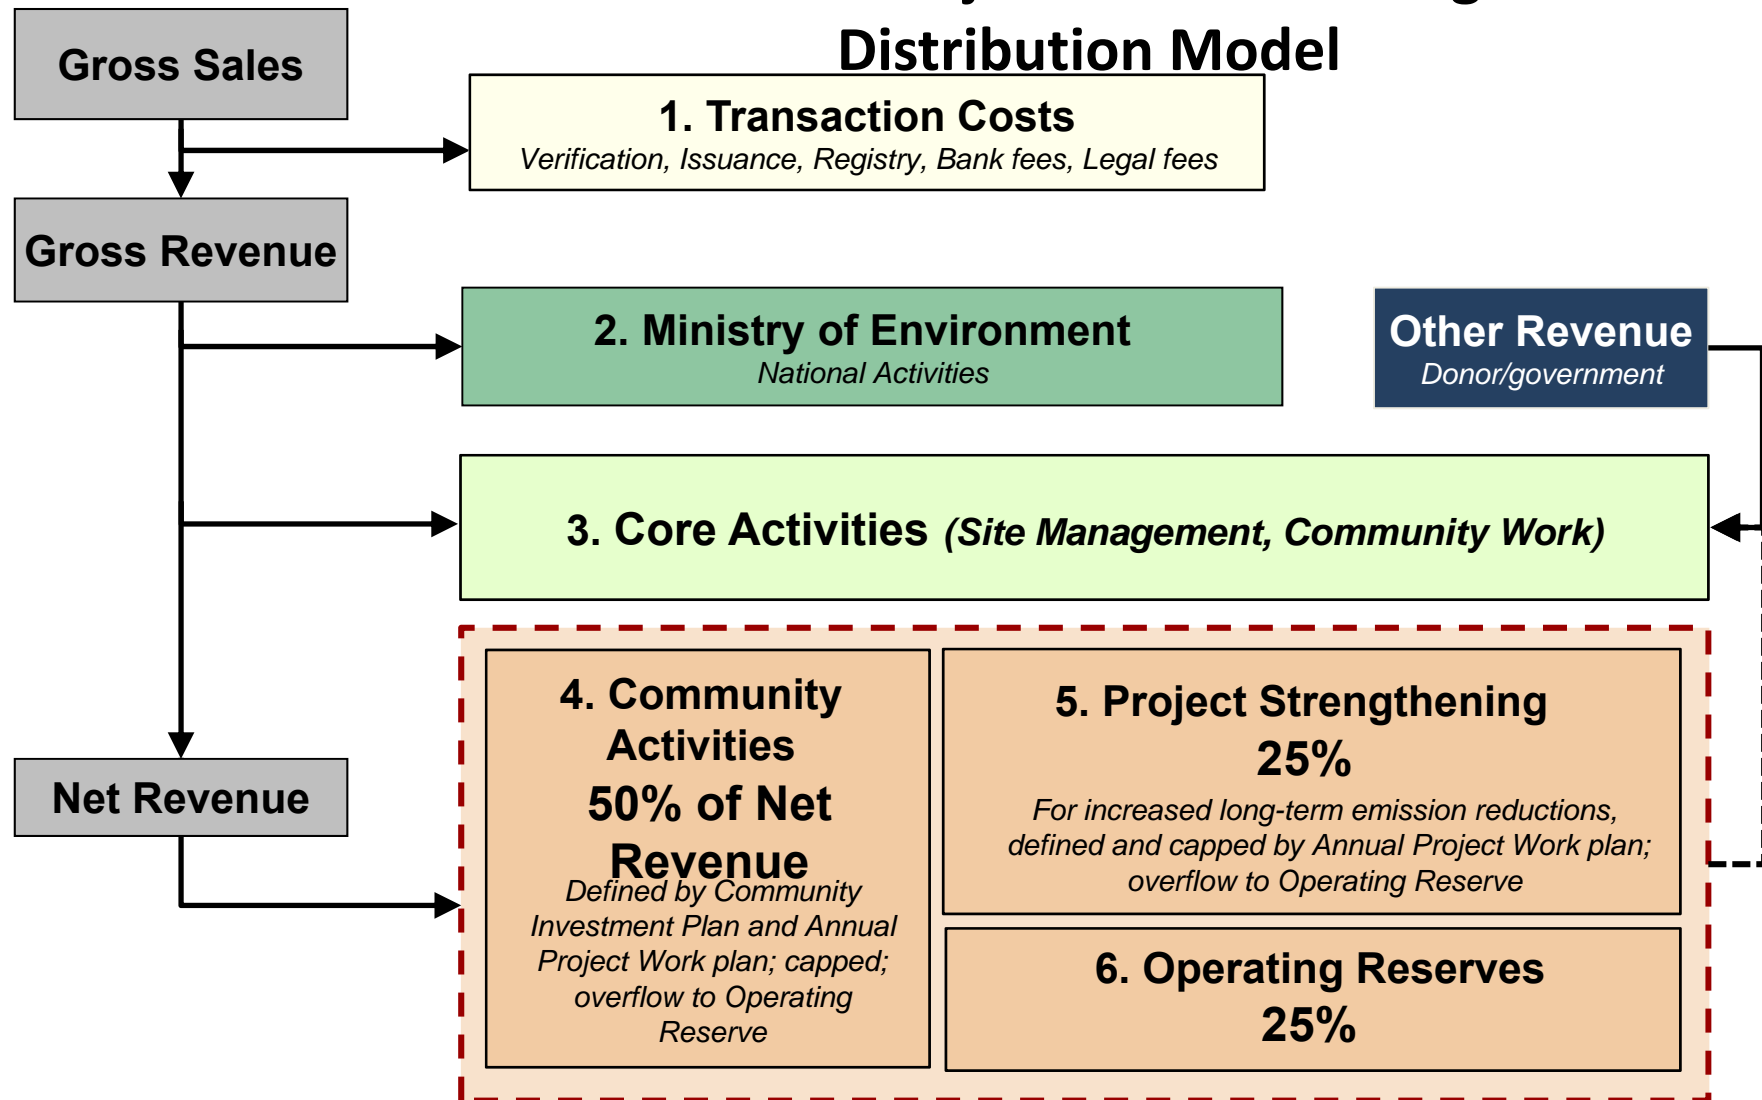 Distribution Model
Gross Sales
1. Transaction Costs
Verification, Issuance, Registry, Bank fees, Legal fees
Gross Revenue
2. Ministry of Environment
National Activities
Other Revenue
Donor/government
3. Core Activities (Site Management, Community Work)
4. Community
Activities
50% of Net
Revenue
Defined by Community
Investment Plan and Annual
Project Work plan; capped;
overflow to Operating
Reserve
5. Project Strengthening
25%
For increased long-term emission reductions,
defined and capped by Annual Project Work plan;
overflow to Operating Reserve
Net Revenue
6. Operating Reserves
25%